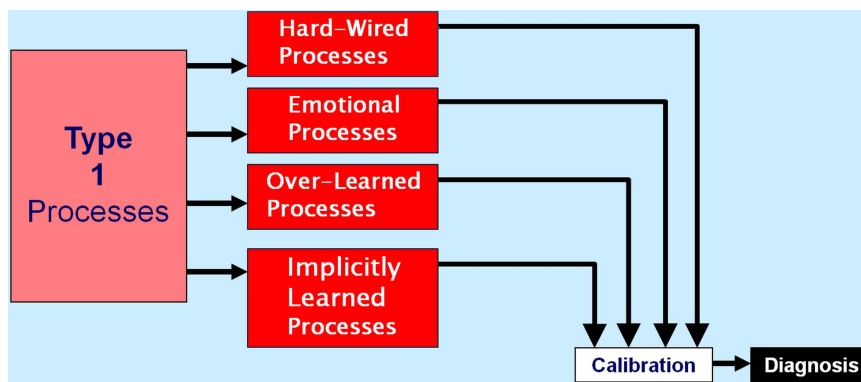 Type
1
Processes
Hard-Wired
Processes
Emotional
Processes
Over-Learned
Processes
Implicitly
Learned
Processes
Calibration
Diagnosis